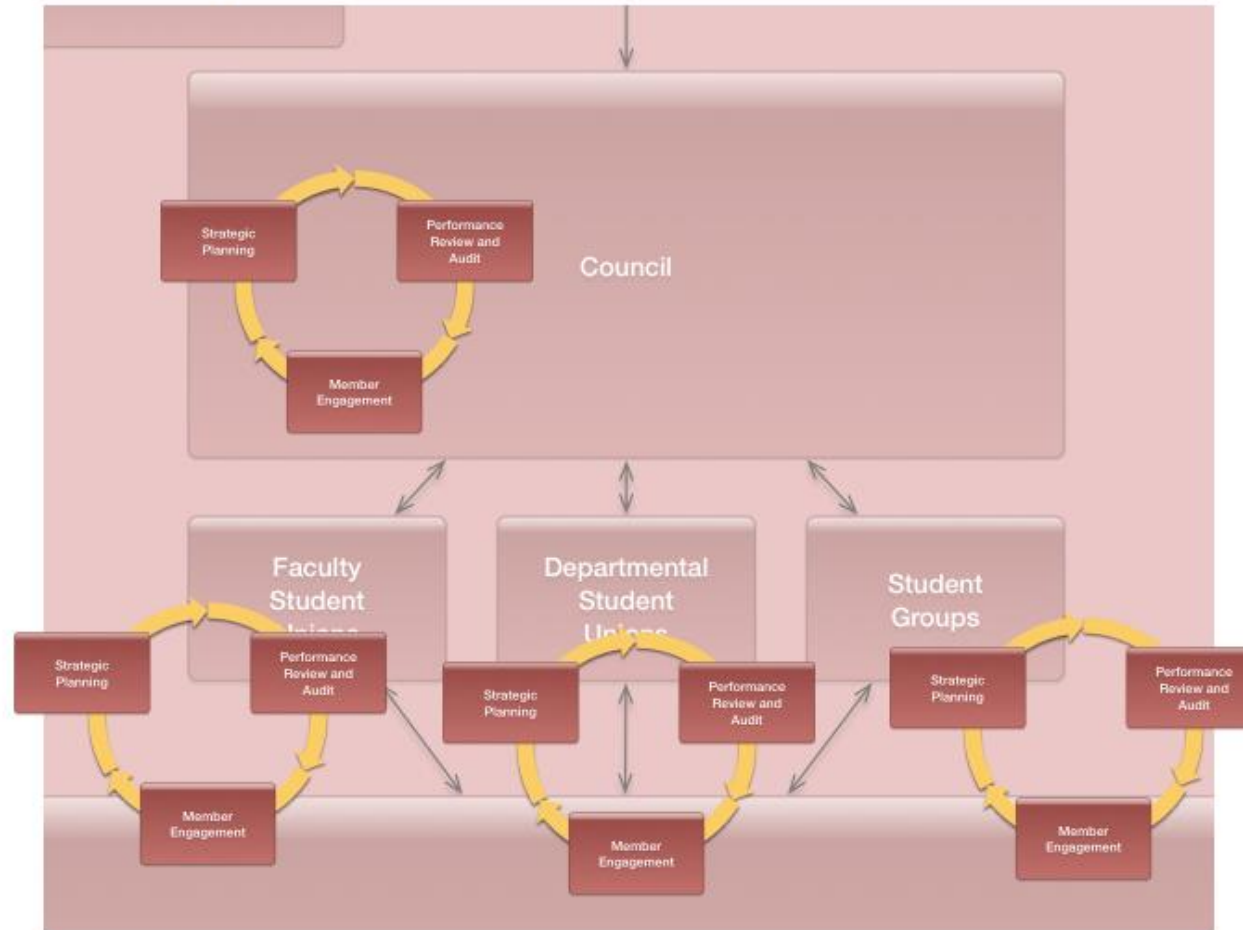 Strategic
Planning
Performance
Review and
Audit
Council
Member
Engagement
Faculty
Student
Unions
Departmental
Student
Unions
Student
Groups
Strategic
Planning
Performance
Review and
Audit
Member
Engagement
Strategic
Planning
Performance
Review and
Audit
Member
Engagement
Strategic
Planning
Performance
Review and
Audit
Member
Engagement